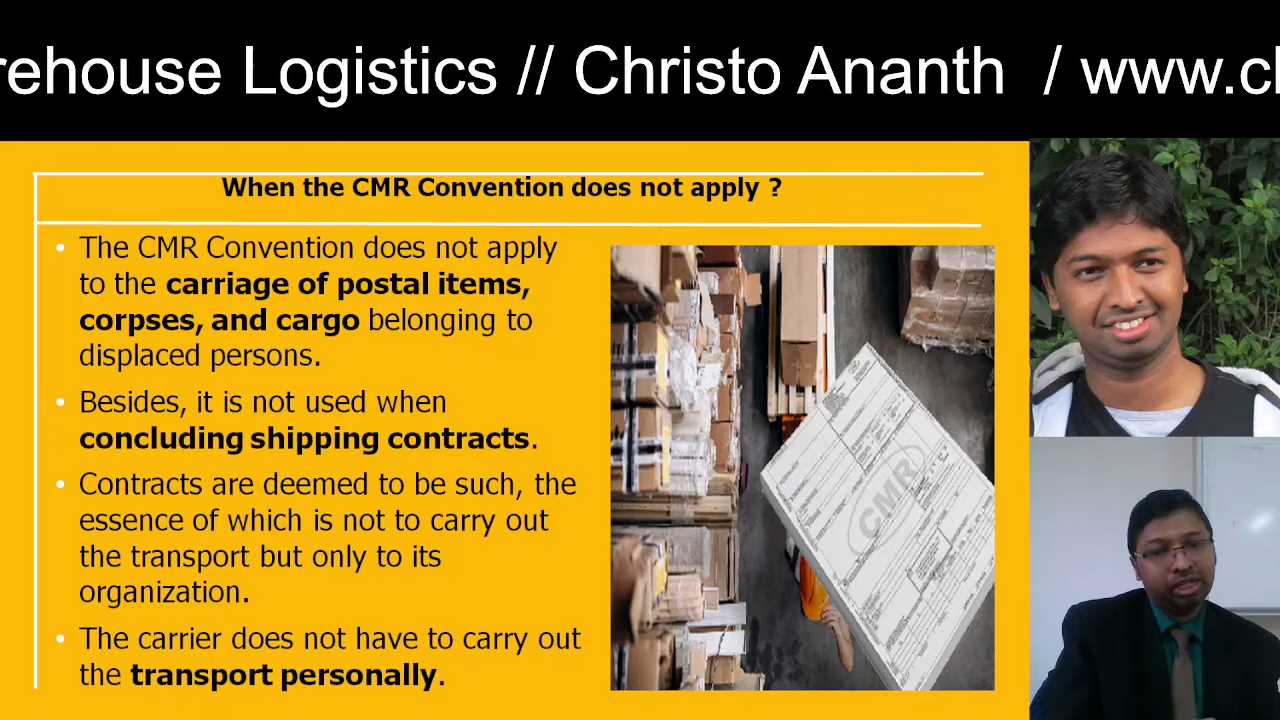 rehouse Logistics // Christo Ananth / www.cl
When the CMR Convention does not apply ?
• The CMR Convention does not apply
to the carriage of postal items,
corpses, and cargo belonging to
displaced persons.
• Besides, it is not used when
concluding shipping contracts.
• Contracts are deemed to be such, the
essence of which is not to carry out
the transport but only to its
organization.
• The carrier does not have to carry out
the transport personally.
CMR